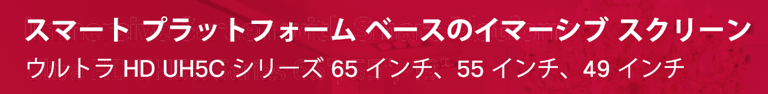 スマート プラットフォーム ベースのイマーシブ スクリーン
ウルトラ HD UH5C シリーズ 65 インチ、55 インチ、49 インチ